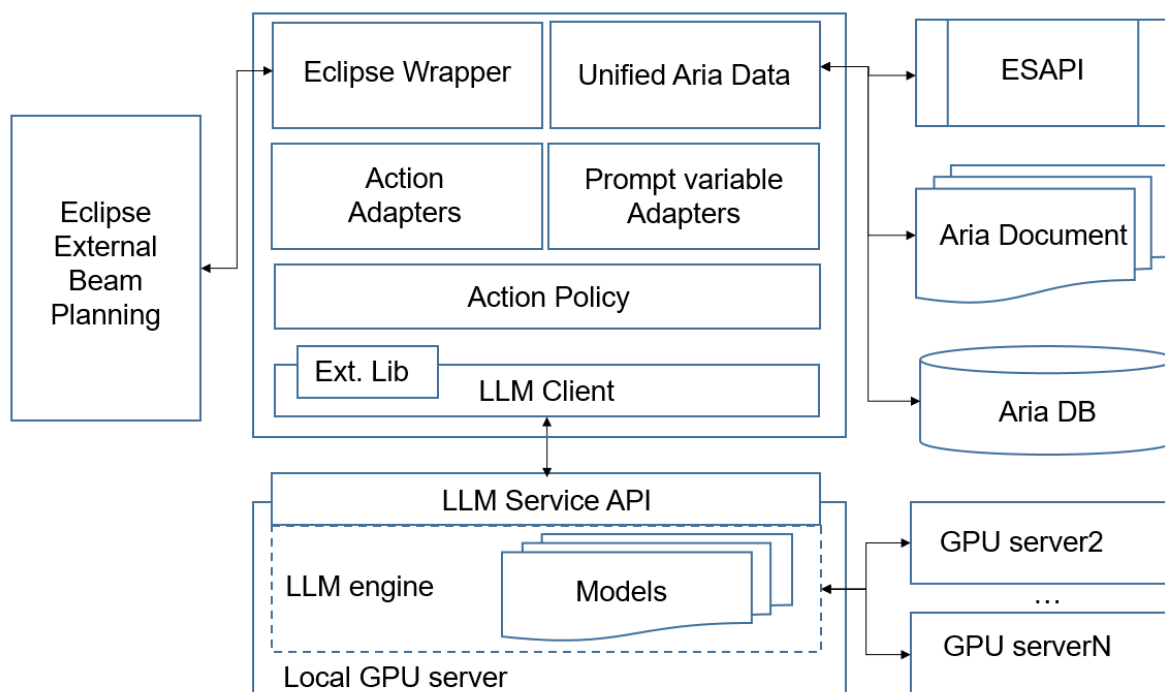 Eclipse Wrapper
Unified Aria Data
ESAPI
Eclipse
External
Beam
Planning
Action
Adapters
Prompt variable
Adapters
Aria Document
Action Policy
Ext. Lib
LLM Client
Aria DB
LLM Service API
LLM engine
Models
Local GPU server
GPU server2
...
GPU serverN